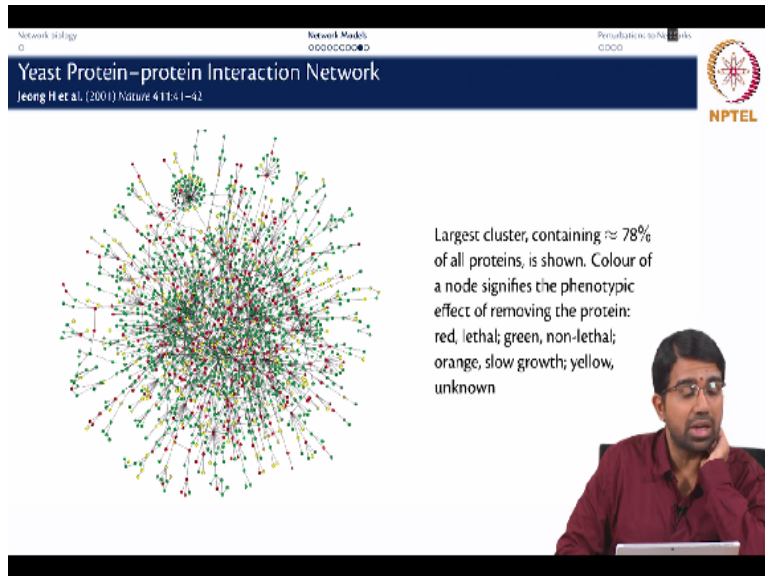 Network biology
Network Models
Perturbations to Networks
Yeast Protein–protein Interaction Network
Jeong H et al. (2001) Nature 411:41–42
NPTEL
Largest cluster, containing ≈ 78%
of all proteins, is shown. Colour of
a node signifies the phenotypic
effect of removing the protein:
red, lethal; green, non-lethal;
orange, slow growth; yellow,
unknown